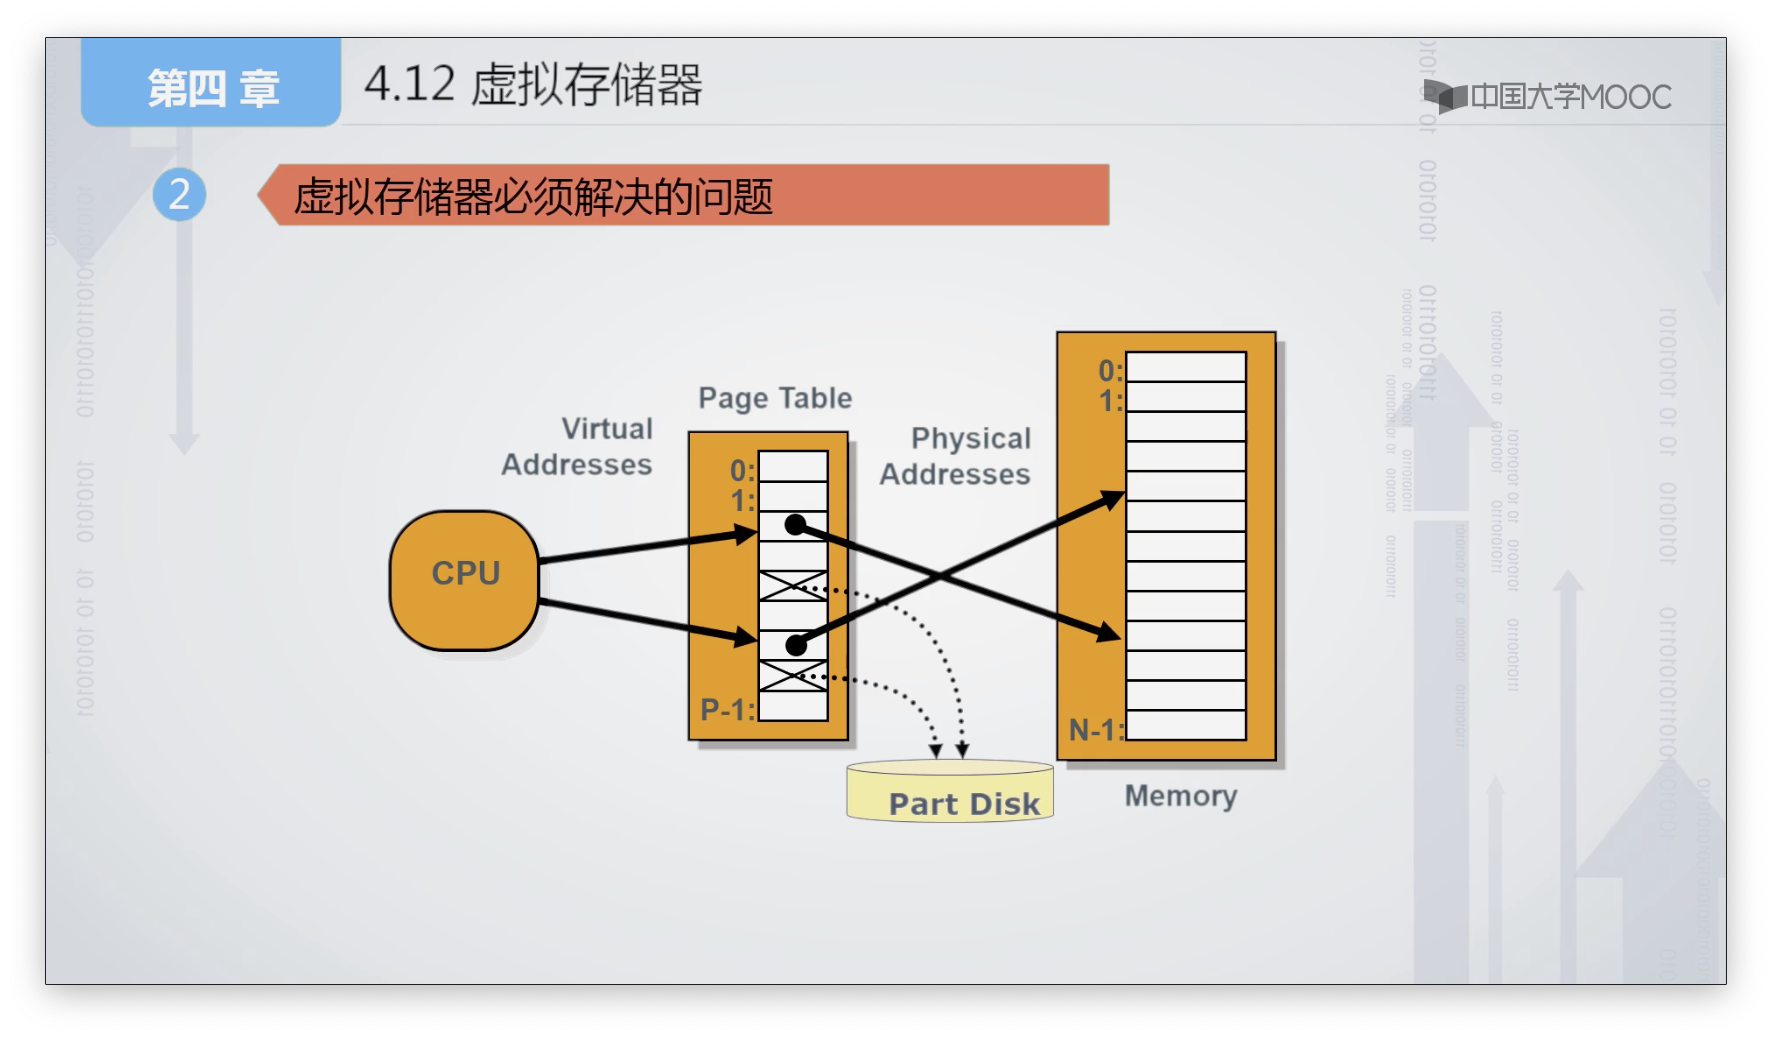 第四 章
4.12 虚拟存储器
中国大学MOOC
2
虚拟存储器必须解决的问题
Page Table
Virtual
Addresses
Physical
Addresses
CPU
0:
1:
P-1:
0:
1:
N-1:
Part Disk
Memory